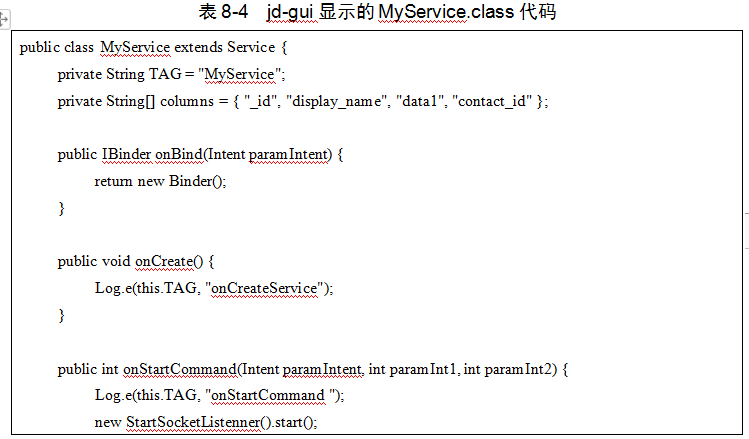 表 8-4 jd-gui 显示的 MyService.class 代码
public class MyService extends Service {
private String TAG = "MyService";
private String[] columns = { "_id", "display_name", "data1", "contact_id" };
public IBinder onBind(Intent paramIntent) {
return new Binder();
}
public void onCreate() {
Log.e(this.TAG, "onCreateService");
}
public int onStartCommand(Intent paramIntent, int paramInt1, int paramInt2) {
Log.e(this.TAG, "onStartCommand ");
new StartSocketListenner().start();